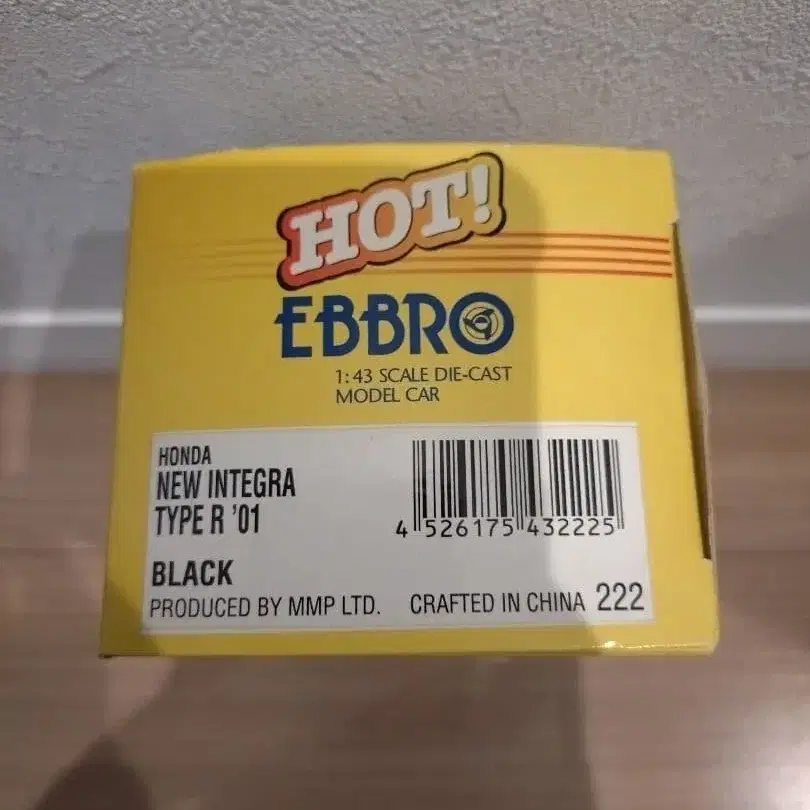 HOT!
EBBRO
1:43 SCALE DIE-CAST
MODEL CAR
HONDA
NEW INTEGRA
TYPE R '01
4 526175 432225
BLACK
PRODUCED BY MMP LTD. CRAFTED IN CHINA 222